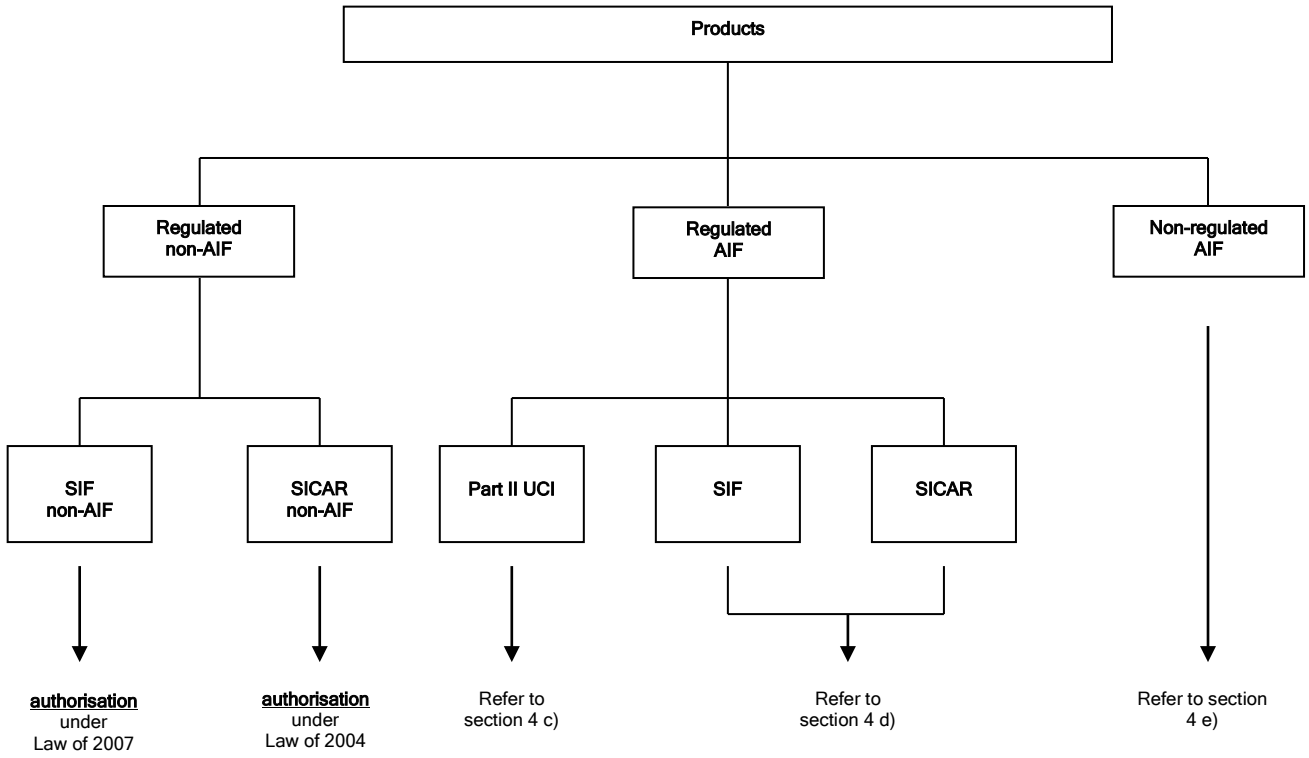 Products
Regulated
non-AIF
Regulated
AIF
Non-regulated
AIF
SIF
non-AIF
SICAR
non-AIF
Part II UCI
SIF
SICAR
authorisation
under
Law of 2007
authorisation
under
Law of 2004
Refer to
section 4 c)
Refer to
section 4 d)
Refer to section
4 e)